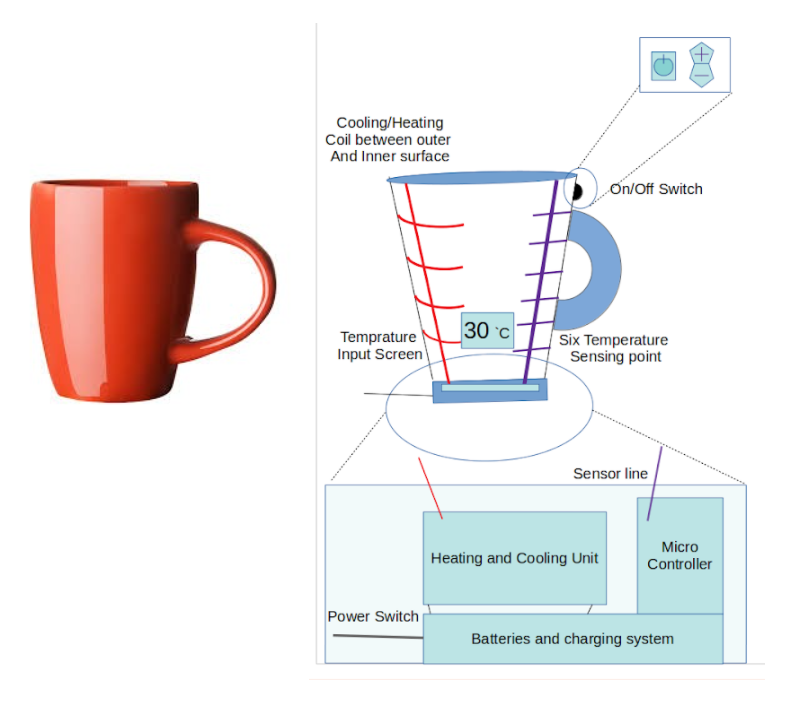 Cooling/Heating
Coil between outer
And Inner surface
On/Off Switch
30 `C
Temprature
Input Screen
Six Temperature
Sensing point
Sensor line
Heating and Cooling Unit
Micro
Controller
Power Switch
Batteries and charging system